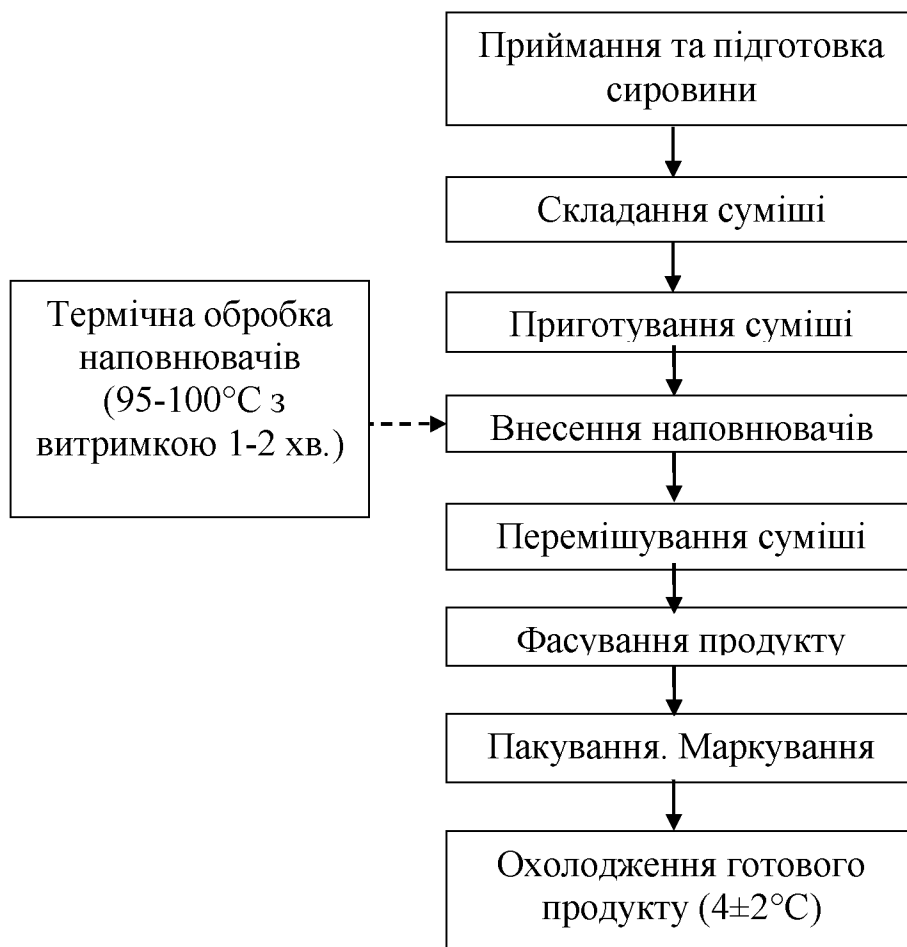 Приймання та підготовка
сировини
Складання суміші
Приготування суміші
Термічна обробка
наповнювачів
(95-100°С з
витримкою 1-2 хв.)
Внесення наповнювачів
Перемішування суміші
Фасування продукту
Пакування. Маркування
Охолодження готового
продукту (4±2°С)